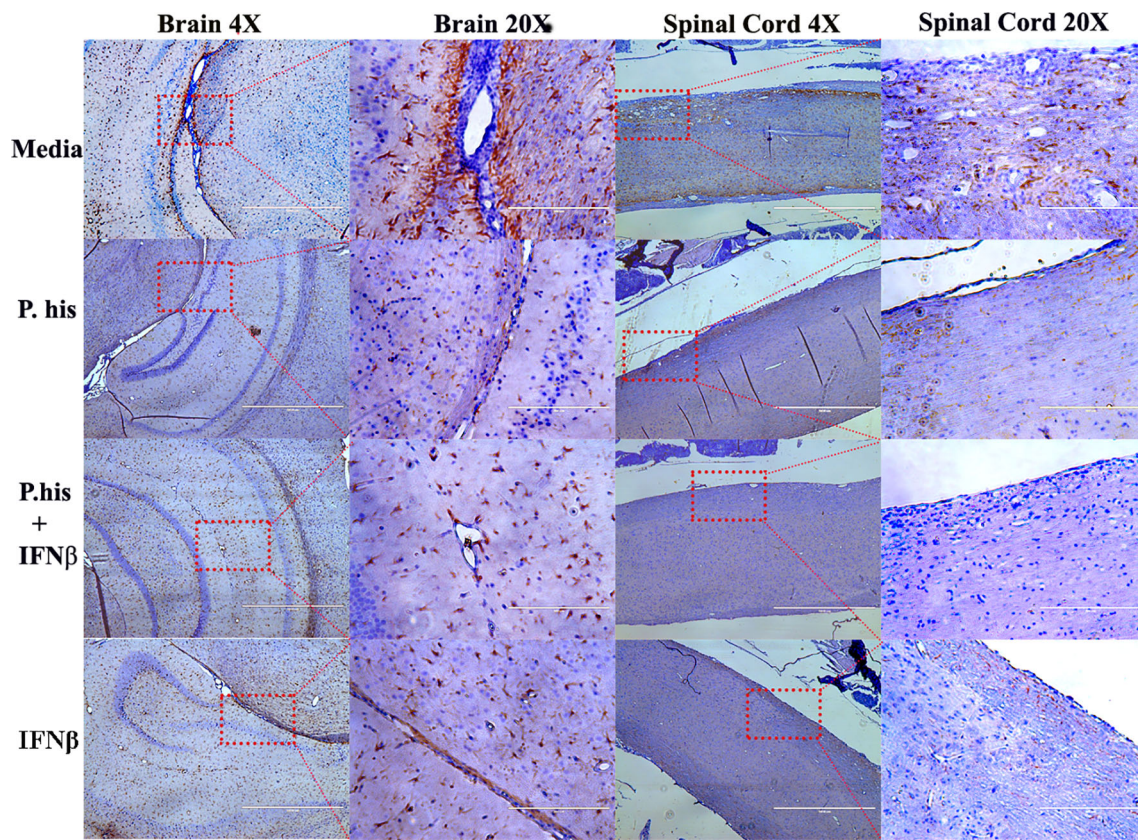 Brain 4X Brain 20X Spinal Cord 4X Spinal Cord 20X
Media
P. his
P.his
+
IFNβ
IFNβ